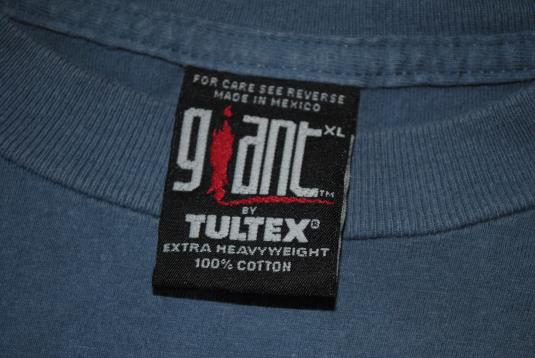 FOR CARE SEE REVERSE
MADE IN MEXICO
giant XL
TM
BY
TULTEX®
EXTRA HEAVYWEIGHT
100% COTTON